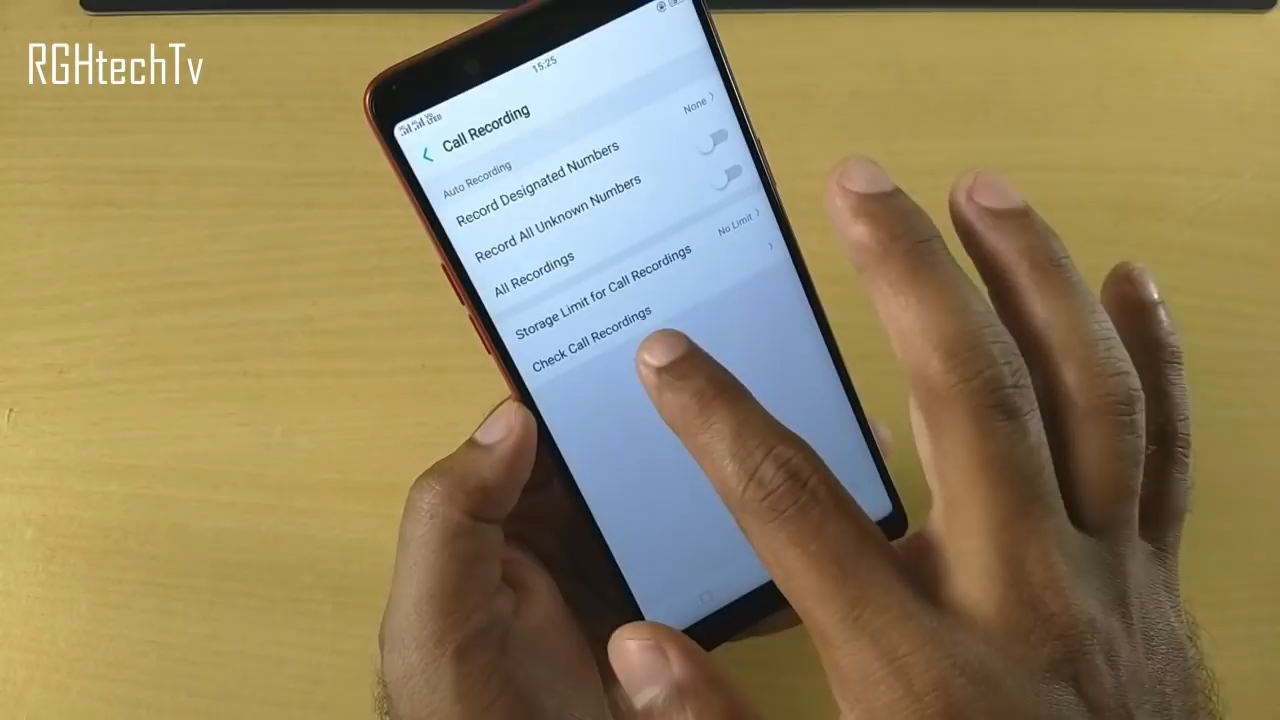 RGHtechTv
15:25
Call Recording
Auto Recording
Record Designated Numbers
None
Record All Unknown Numbers
All Recordings
Storage Limit for Call Recordings
No Limit
Check Call Recordings